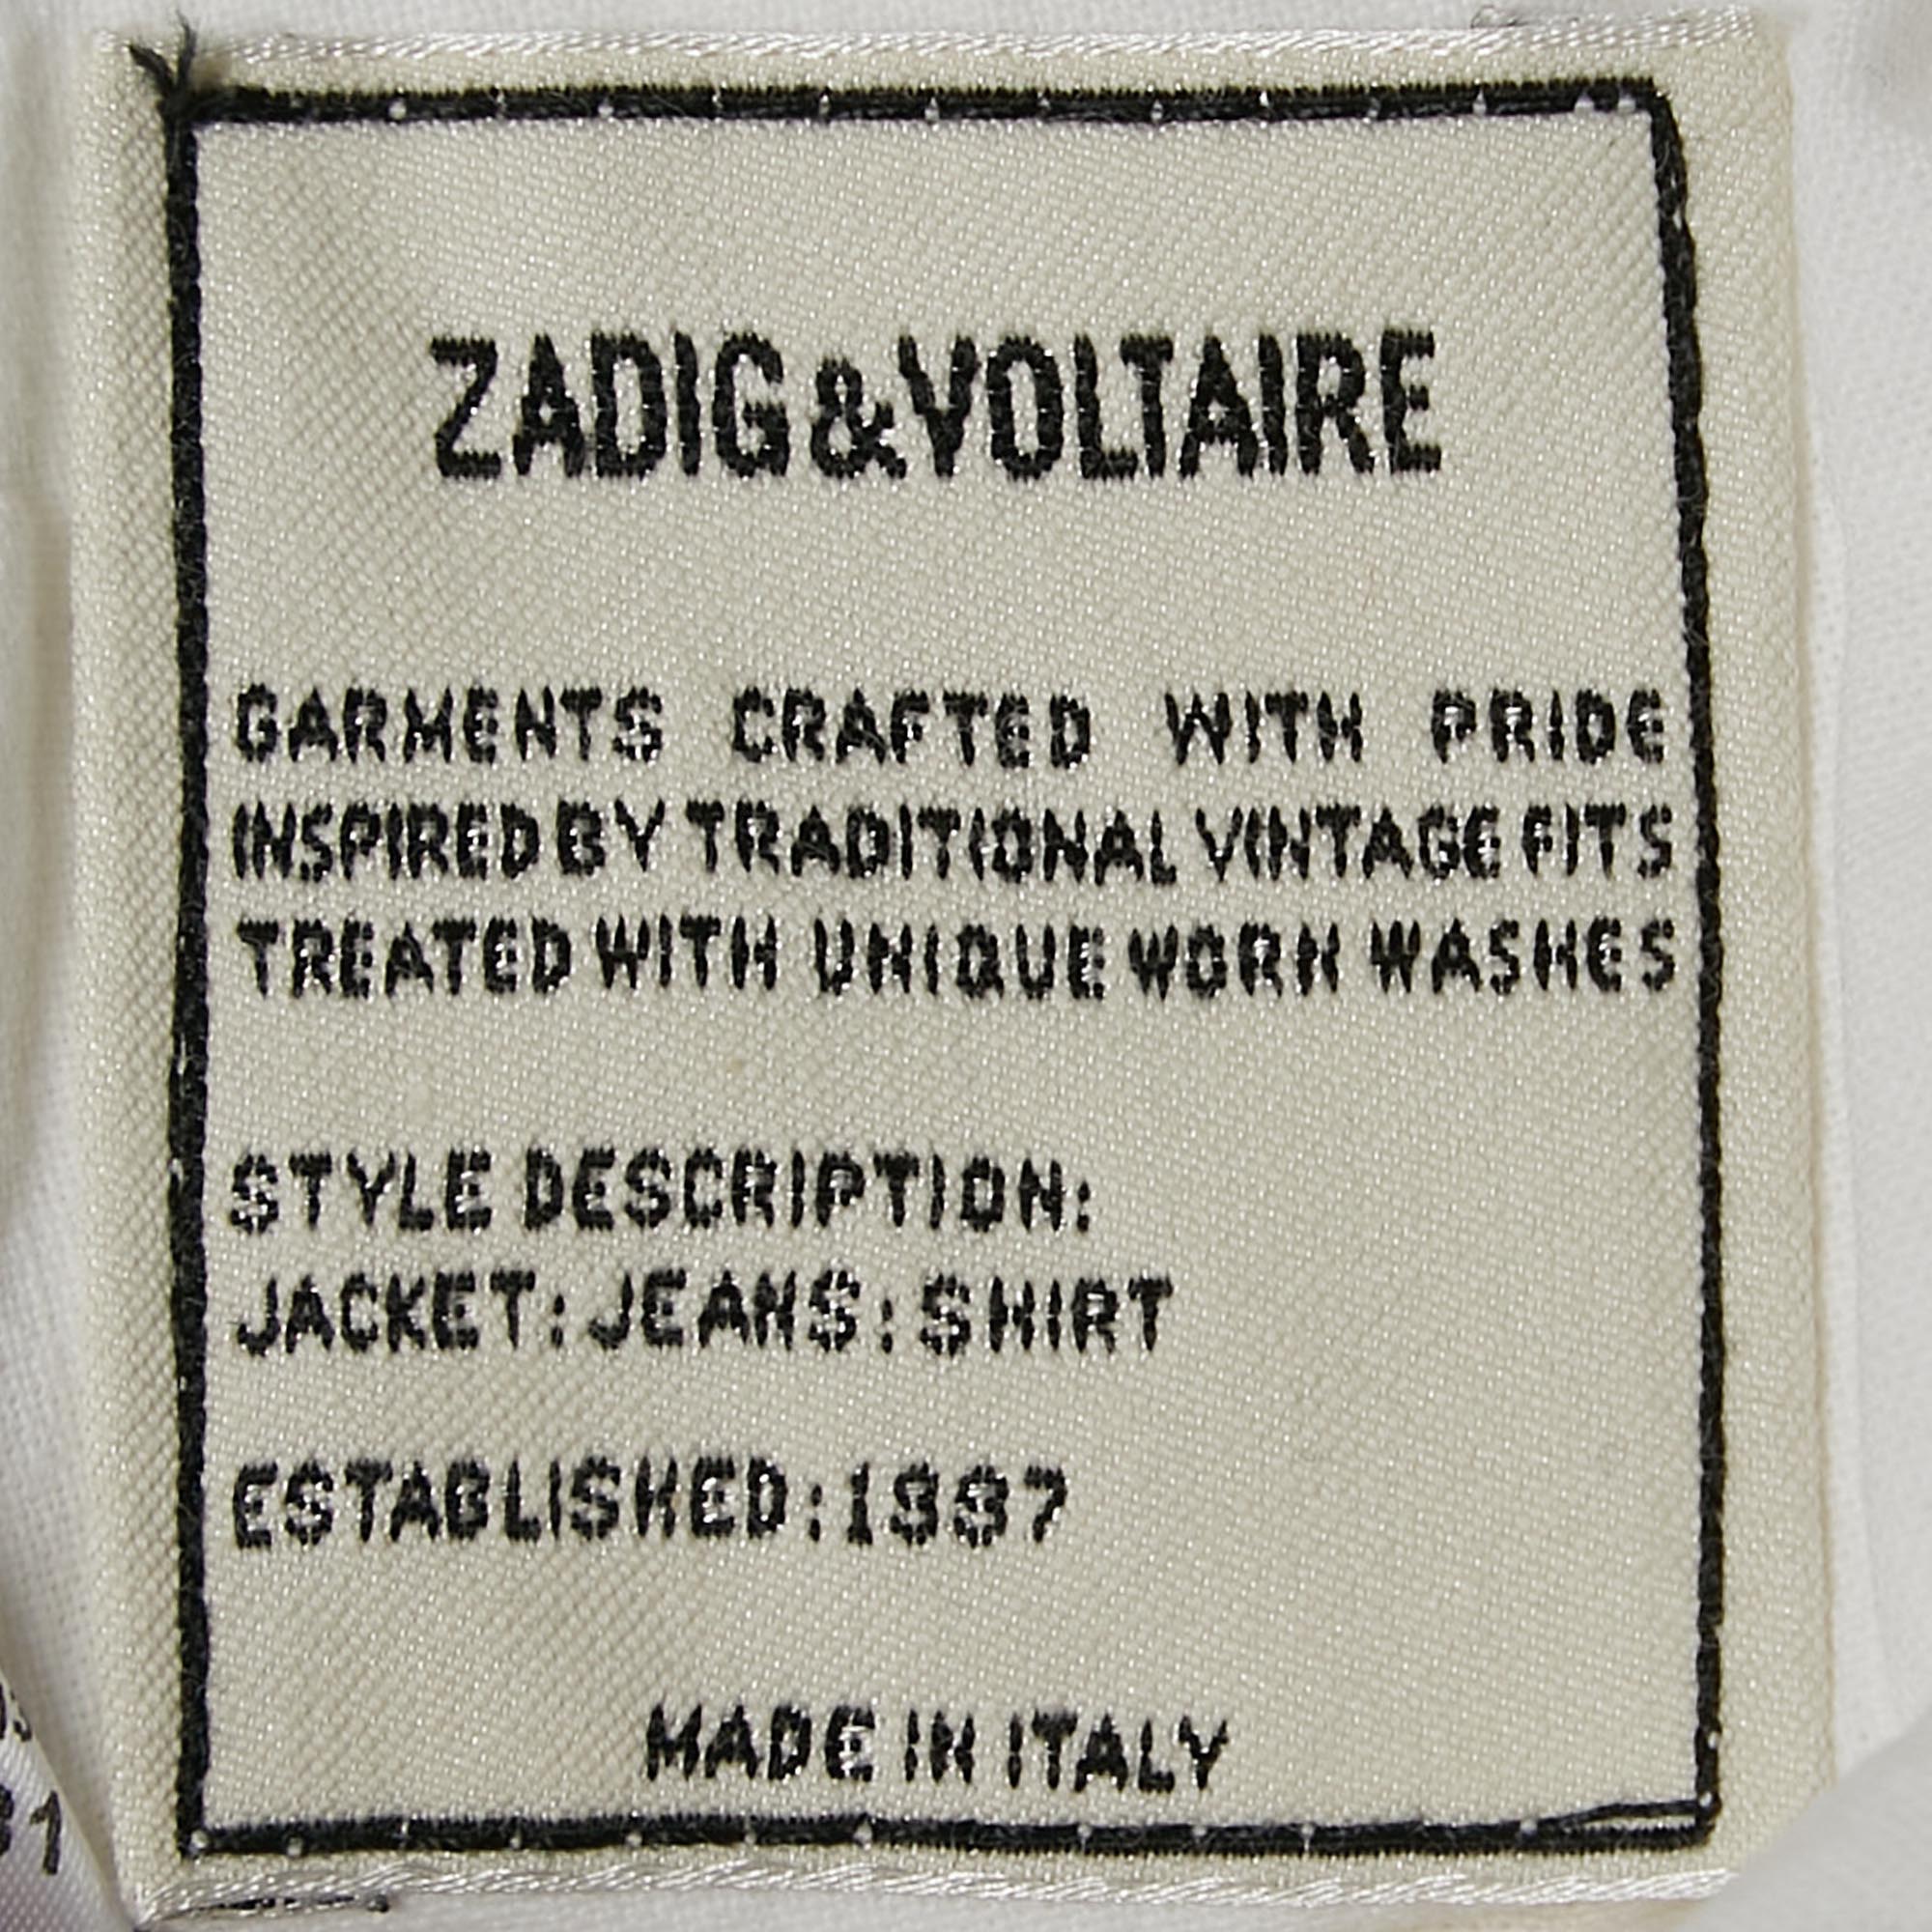 ZADIG&VOLTAIRE
GARMENTS CRAFTED WITH PRIDE
INSPIRED BY TRADITIONAL VINTAGE FITS
TREATED WITH UNIQUE WORN WASHES
STYLE DESCRIPTION:
JACKET: JEANS: SHIRT
ESTABLISHED:1997
MADE IN ITALY